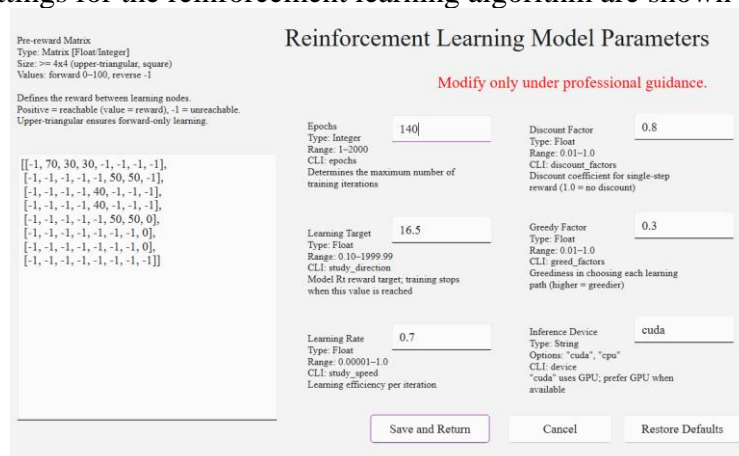 ttings for the reinforcement learning algorithm are shown
Reinforcement Learning Model Parameters
Modify only under professional guidance.
Pre-reward Matrix
Type: Matrix [Float/Integer]
Size: >= 4x4 (upper-triangular, square)
Values: forward 0–100, reverse -1
Defines the reward between learning nodes.
Positive = reachable (value = reward), -1 = unreachable.
Upper-triangular ensures forward-only learning.
[[-1, 70, 30, 30, -1, -1, -1, -1],
[-1, -1, -1, -1, -1, 50, 50, -1],
[-1, -1, -1, -1, 40, -1, -1, -1],
[-1, -1, -1, -1, 40, -1, -1, -1],
[-1, -1, -1, -1, -1, 50, 50, 0],
[-1, -1, -1, -1, -1, -1, -1, 0],
[-1, -1, -1, -1, -1, -1, -1, 0],
[-1, -1, -1, -1, -1, -1, -1, -1]]
Epochs
140
Type: Integer
Range: 1–2000
CLI: epochs
Determines the maximum number of
training iterations
Learning Target
16.5
Type: Float
Range: 0.10–1999.99
CLI: study_direction
Model Rt reward target; training stops
when this value is reached
Learning Rate
0.7
Type: Float
Range: 0.00001–1.0
CLI: study_speed
Learning efficiency per iteration
Discount Factor
0.8
Type: Float
Range: 0.01–1.0
CLI: discount_factors
Discount coefficient for single-step
reward (1.0 = no discount)
Greedy Factor
0.3
Type: Float
Range: 0.01–1.0
CLI: greed_factors
Greediness in choosing each learning
path (higher = greedier)
Inference Device
cuda
Type: String
Options: "cuda", "cpu"
CLI: device
"cuda" uses GPU; prefer GPU when
available
Save and Return
Cancel
Restore Defaults